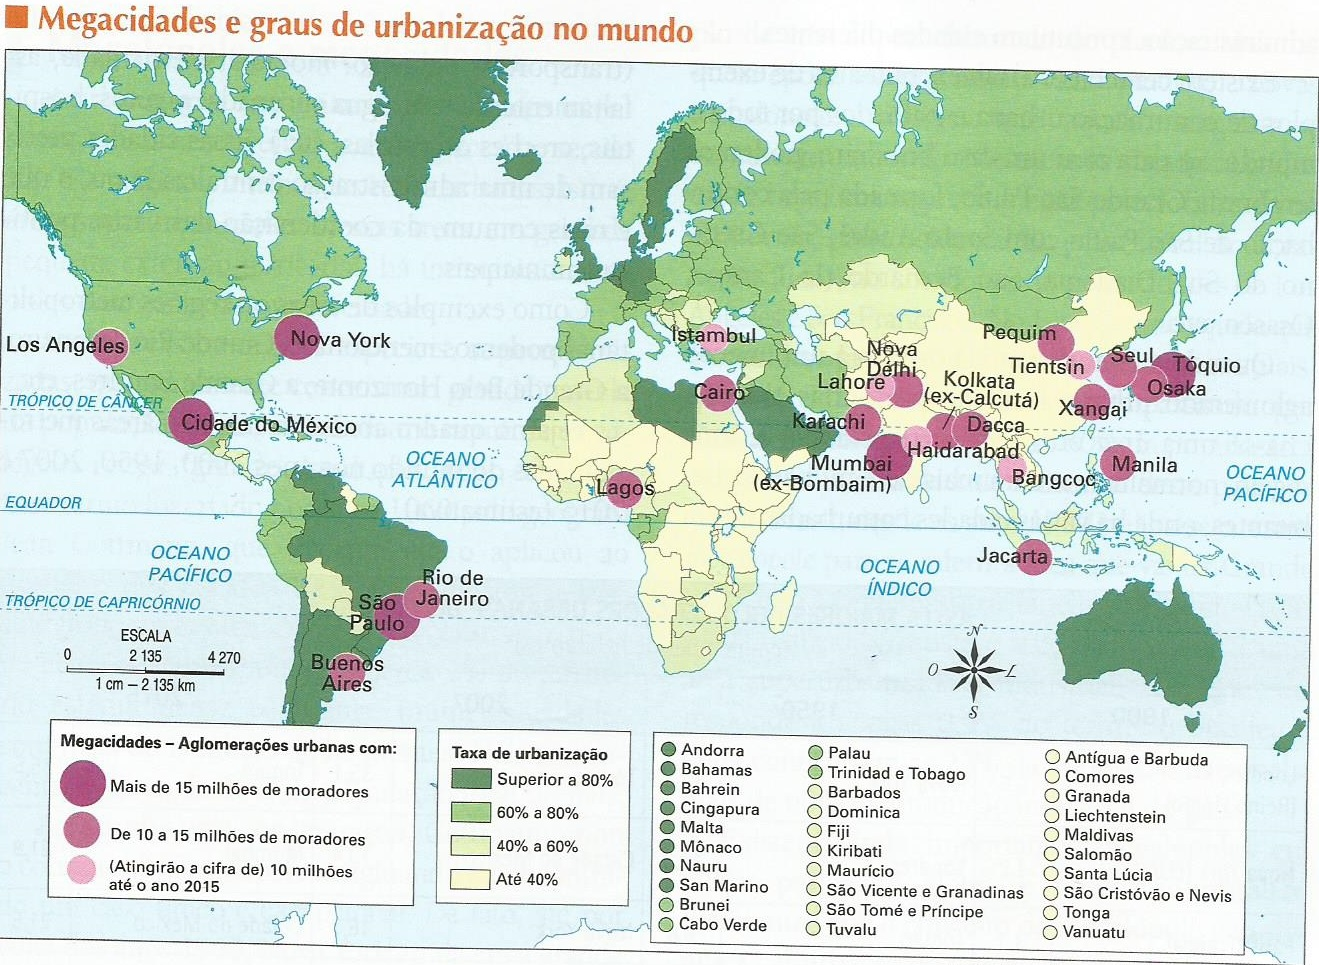 Megacidades e graus de urbanização no mundo
Los Angeles
Nova York
Istambul
Pequim
Tientsin
Seul
Tóquio
Osaka
Nova
Délhi
Lahore
Kolkata
(ex-Calcutá)
Cairo
Xangai
TRÓPICO DE CÂNCER
Cidade do México
Karachi
Dacca
Haidarabad
Mumbai
(ex-Bombaim)
Bangcoc
Manila
OCEANO
ATLÂNTICO
OCEANO
PACÍFICO
Lagos
EQUADOR
OCEANO
PACÍFICO
Jacarta
OCEANO
ÍNDICO
Rio de
Janeiro
São
Paulo
TRÓPICO DE CAPRICÓRNIO
Buenos
Aires
ESCALA
0 2 135 4 270
1 cm – 2 135 km
N
O L
S
Megacidades – Aglomerações urbanas com:
Mais de 15 milhões de moradores
De 10 a 15 milhões de moradores
(Atingirão a cifra de) 10 milhões
até o ano 2015
Taxa de urbanização
Superior a 80%
60% a 80%
40% a 60%
Até 40%
Andorra
Bahamas
Bahrein
Cingapura
Malta
Mônaco
Nauru
San Marino
Brunei
Cabo Verde
Palau
Trinidad e Tobago
Barbados
Dominica
Fiji
Kiribati
Maurício
São Vicente e Granadinas
São Tomé e Príncipe
Tuvalu
Antígua e Barbuda
Comores
Granada
Liechtenstein
Maldivas
Salomão
Santa Lúcia
São Cristóvão e Nevis
Tonga
Vanuatu